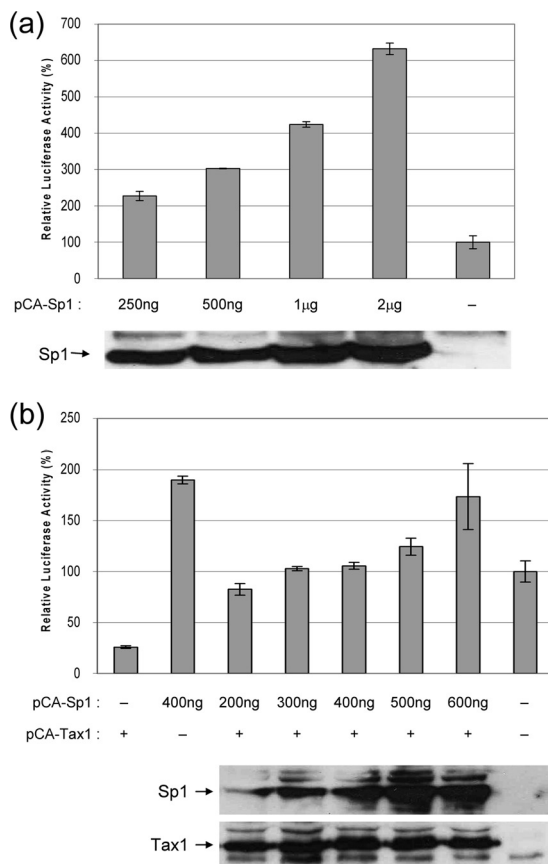 (a)
Relative Luciferase Activity (%)
700
600
500
400
300
200
100
0
pCA-Sp1 : 250ng 500ng 1μg 2μg –
Sp1
(b)
Relative Luciferase Activity (%)
250
200
150
100
50
0
pCA-Sp1 : – 400ng 200ng 300ng 400ng 500ng 600ng –
pCA-Tax1 : + – + + + + + –
Sp1
Tax1